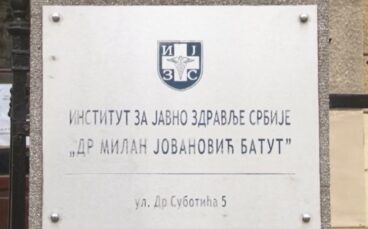 И Ј
З С
ИНСТИТУТ ЗА ЈАВНО ЗДРАВЉЕ СРБИЈЕ
„ДР МИЛАН ЈОВАНОВИЋ БАТУТ”
ул. Др Суботића 5